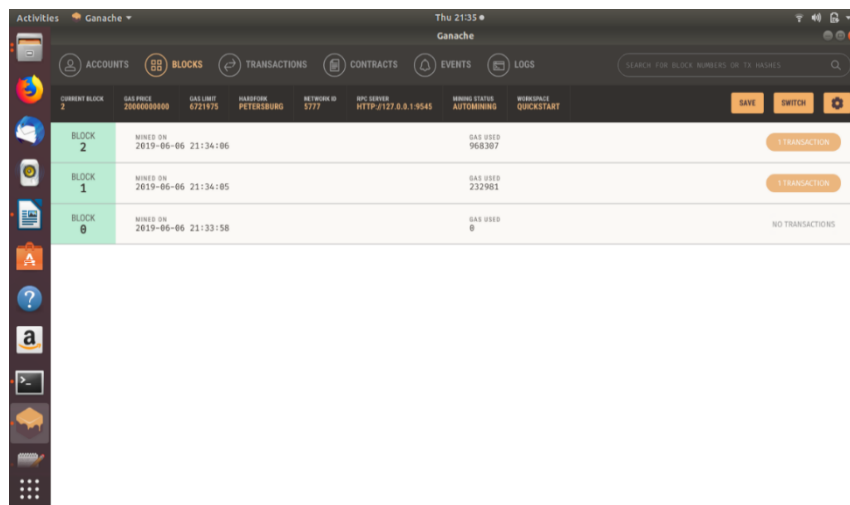 Activities Ganache Thu 21:35
Ganache
ACCOUNTS BLOCKS TRANSACTIONS CONTRACTS EVENTS LOGS SEARCH FOR BLOCK NUMBERS OR TX HASHES
CURRENT BLOCK GAS PRICE GAS LIMIT HARDFORK NETWORK ID RPC SERVER MINING STATUS WORKSPACE
2 20000000000 6721975 PETERSBURG 5777 HTTP://127.0.0.1:9545 AUTOMINING QUICKSTART SAVE SWITCH
BLOCK MINED ON GAS USED
2 2019-06-06 21:34:06 968307 1 TRANSACTION
BLOCK MINED ON GAS USED
1 2019-06-06 21:34:05 232981 1 TRANSACTION
BLOCK MINED ON GAS USED
0 2019-06-06 21:33:58 0 NO TRANSACTIONS
A
?
a
>_